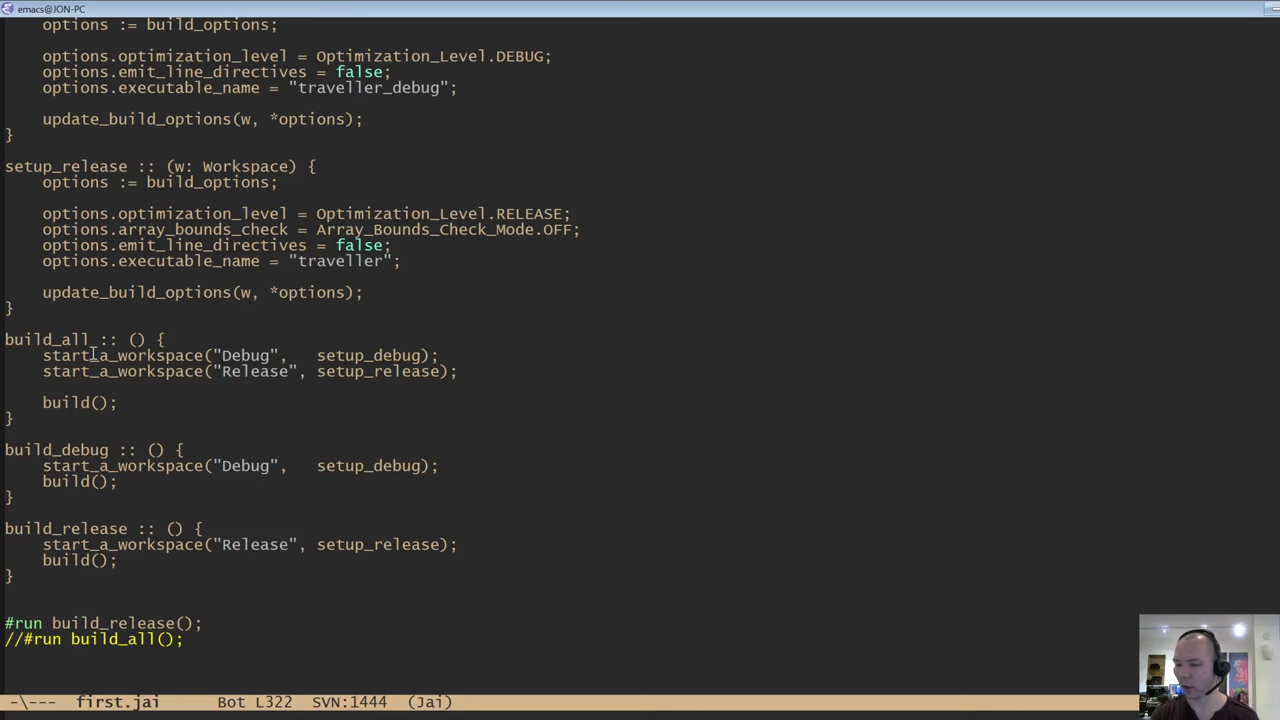 emacs@JON-PC
options := build_options;
options.optimization_level = Optimization_Level.DEBUG;
options.emit_line_directives = false;
options.executable_name = "traveller_debug";
update_build_options(w, *options);
}
setup_release :: (w: Workspace) {
options := build_options;
options.optimization_level = Optimization_Level.RELEASE;
options.array_bounds_check = Array_Bounds_Check_Mode.OFF;
options.emit_line_directives = false;
options.executable_name = "traveller";
update_build_options(w, *options);
}
build_all :: () {
start_a_workspace("Debug",   setup_debug);
start_a_workspace("Release", setup_release);
build();
}
build_debug :: () {
start_a_workspace("Debug",   setup_debug);
build();
}
build_release :: () {
start_a_workspace("Release", setup_release);
build();
}
#run build_release();
//#run build_all();
-\--- first.jai Bot L322 SVN:1444 (Jai)